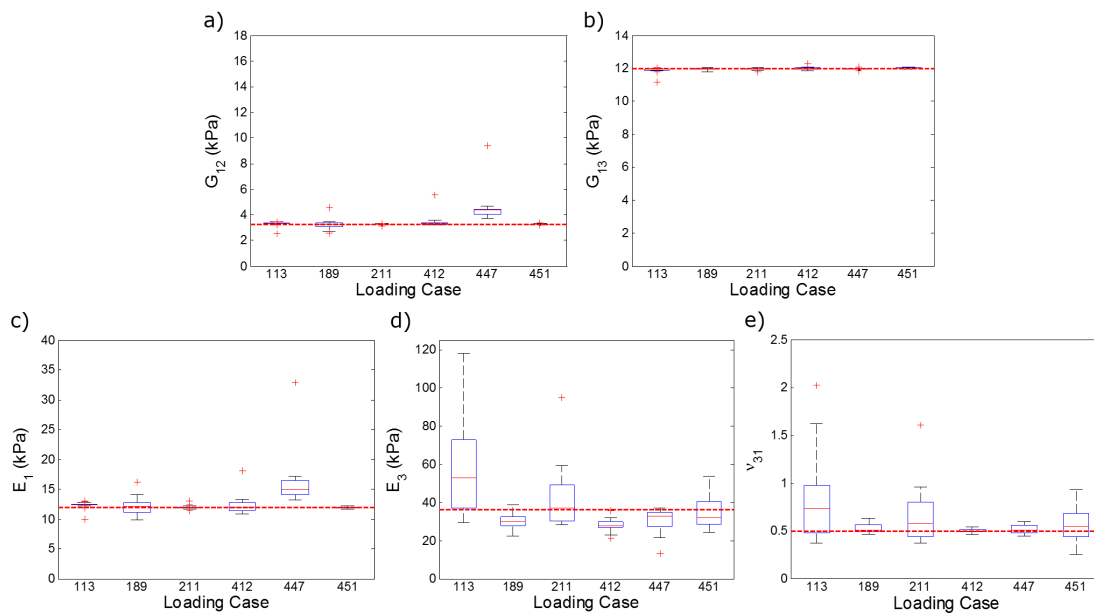 a)
18
16
14
12
10
8
6
4
2
0
G12 (kPa)
113 189 211 412 447 451
Loading Case
b)
14
12
10
8
6
4
2
0
G13 (kPa)
113 189 211 412 447 451
Loading Case
c)
40
35
30
25
20
15
10
5
0
E1 (kPa)
113 189 211 412 447 451
Loading Case
d)
120
100
80
60
40
20
0
E3 (kPa)
113 189 211 412 447 451
Loading Case
e)
2.5
2
1.5
1
0.5
0
ν31
113 189 211 412 447 451
Loading Case